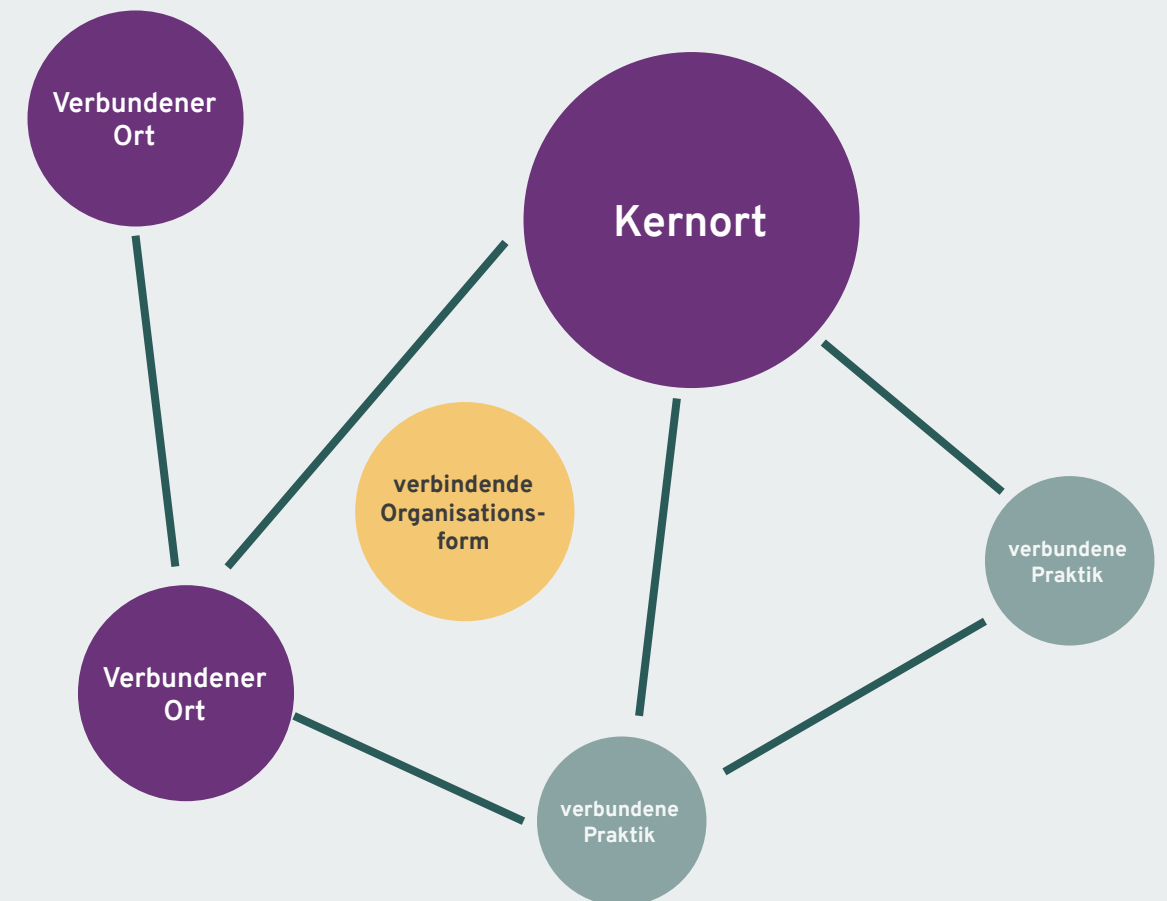 Verbundener
Ort
Kernort
verbindende
Organisations-
form
verbundene
Praktik
Verbundener
Ort
verbundene
Praktik